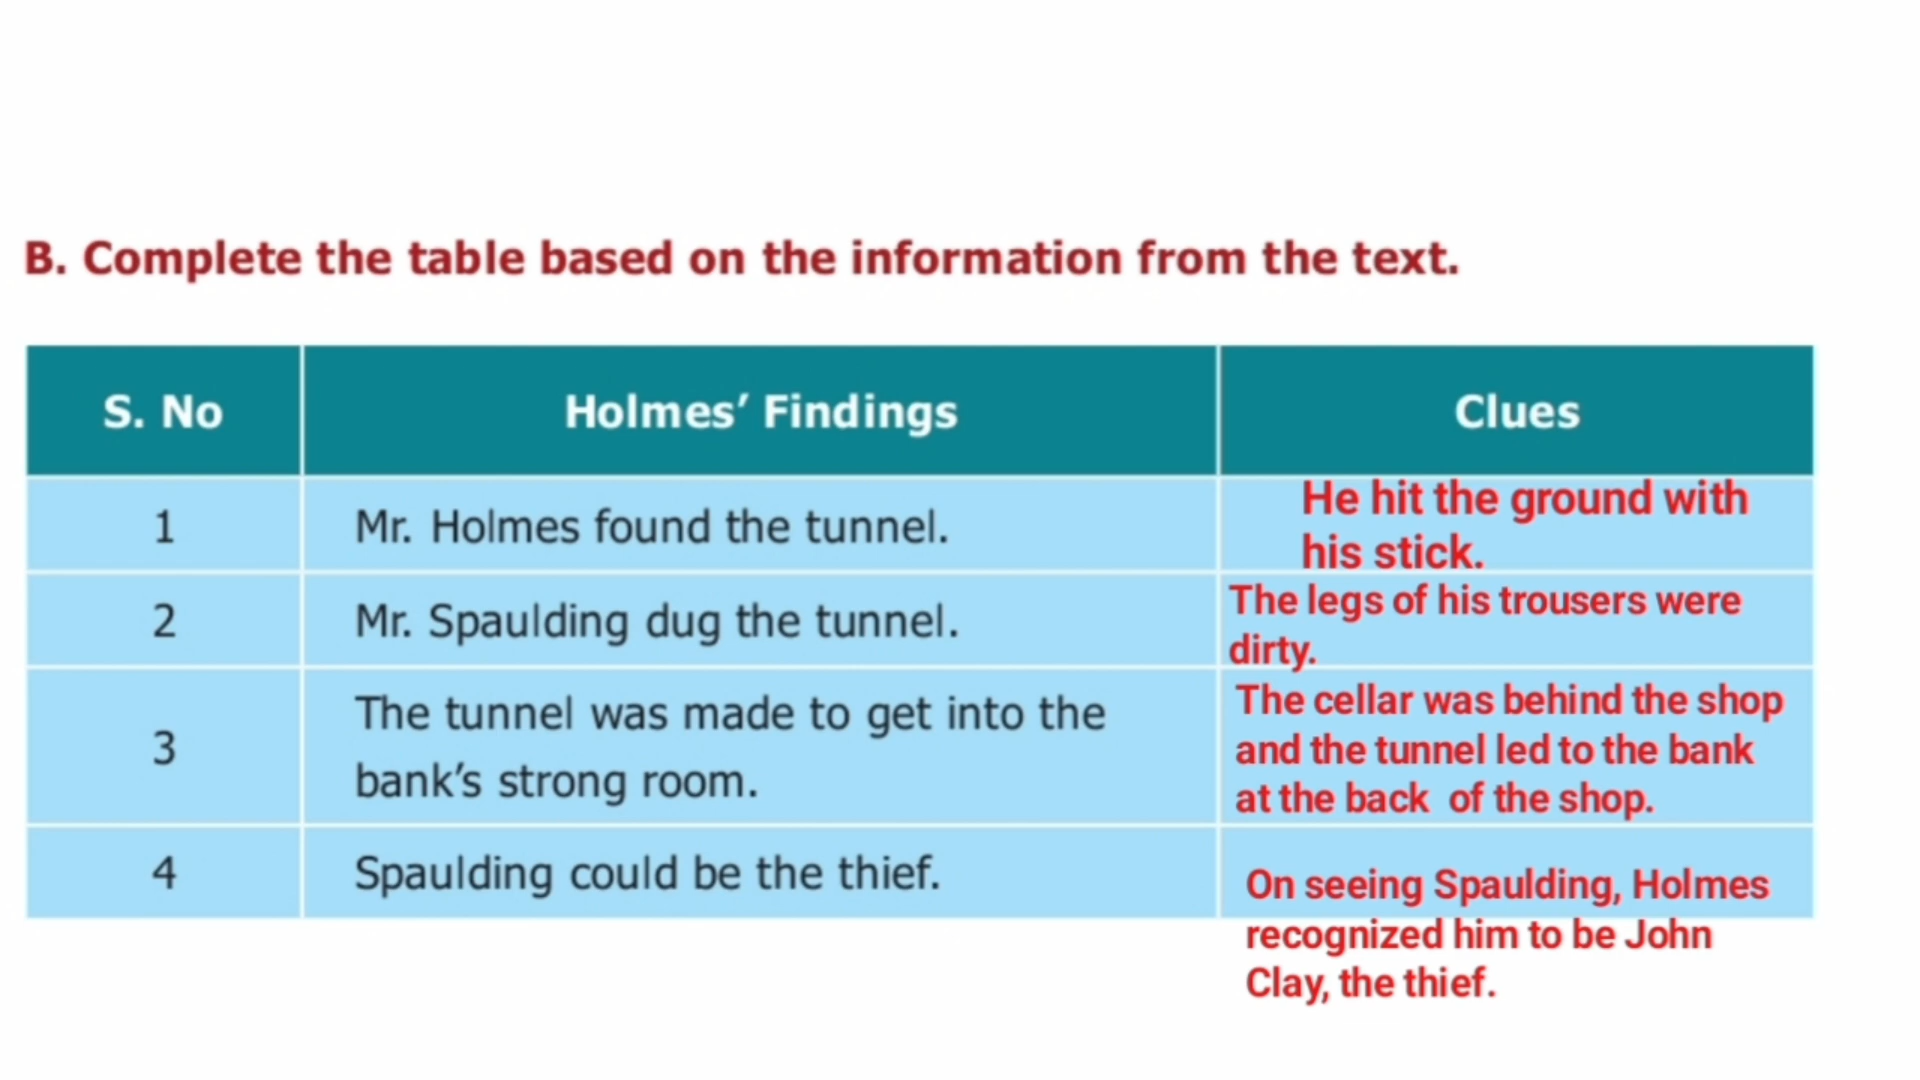 B. Complete the table based on the information from the text.
S. No
Holmes’ Findings
Clues
1
Mr. Holmes found the tunnel.
He hit the ground with
his stick.
2
Mr. Spaulding dug the tunnel.
The legs of his trousers were
dirty.
3
The tunnel was made to get into the
bank’s strong room.
The cellar was behind the shop
and the tunnel led to the bank
at the back of the shop.
4
Spaulding could be the thief.
On seeing Spaulding, Holmes
recognized him to be John
Clay, the thief.